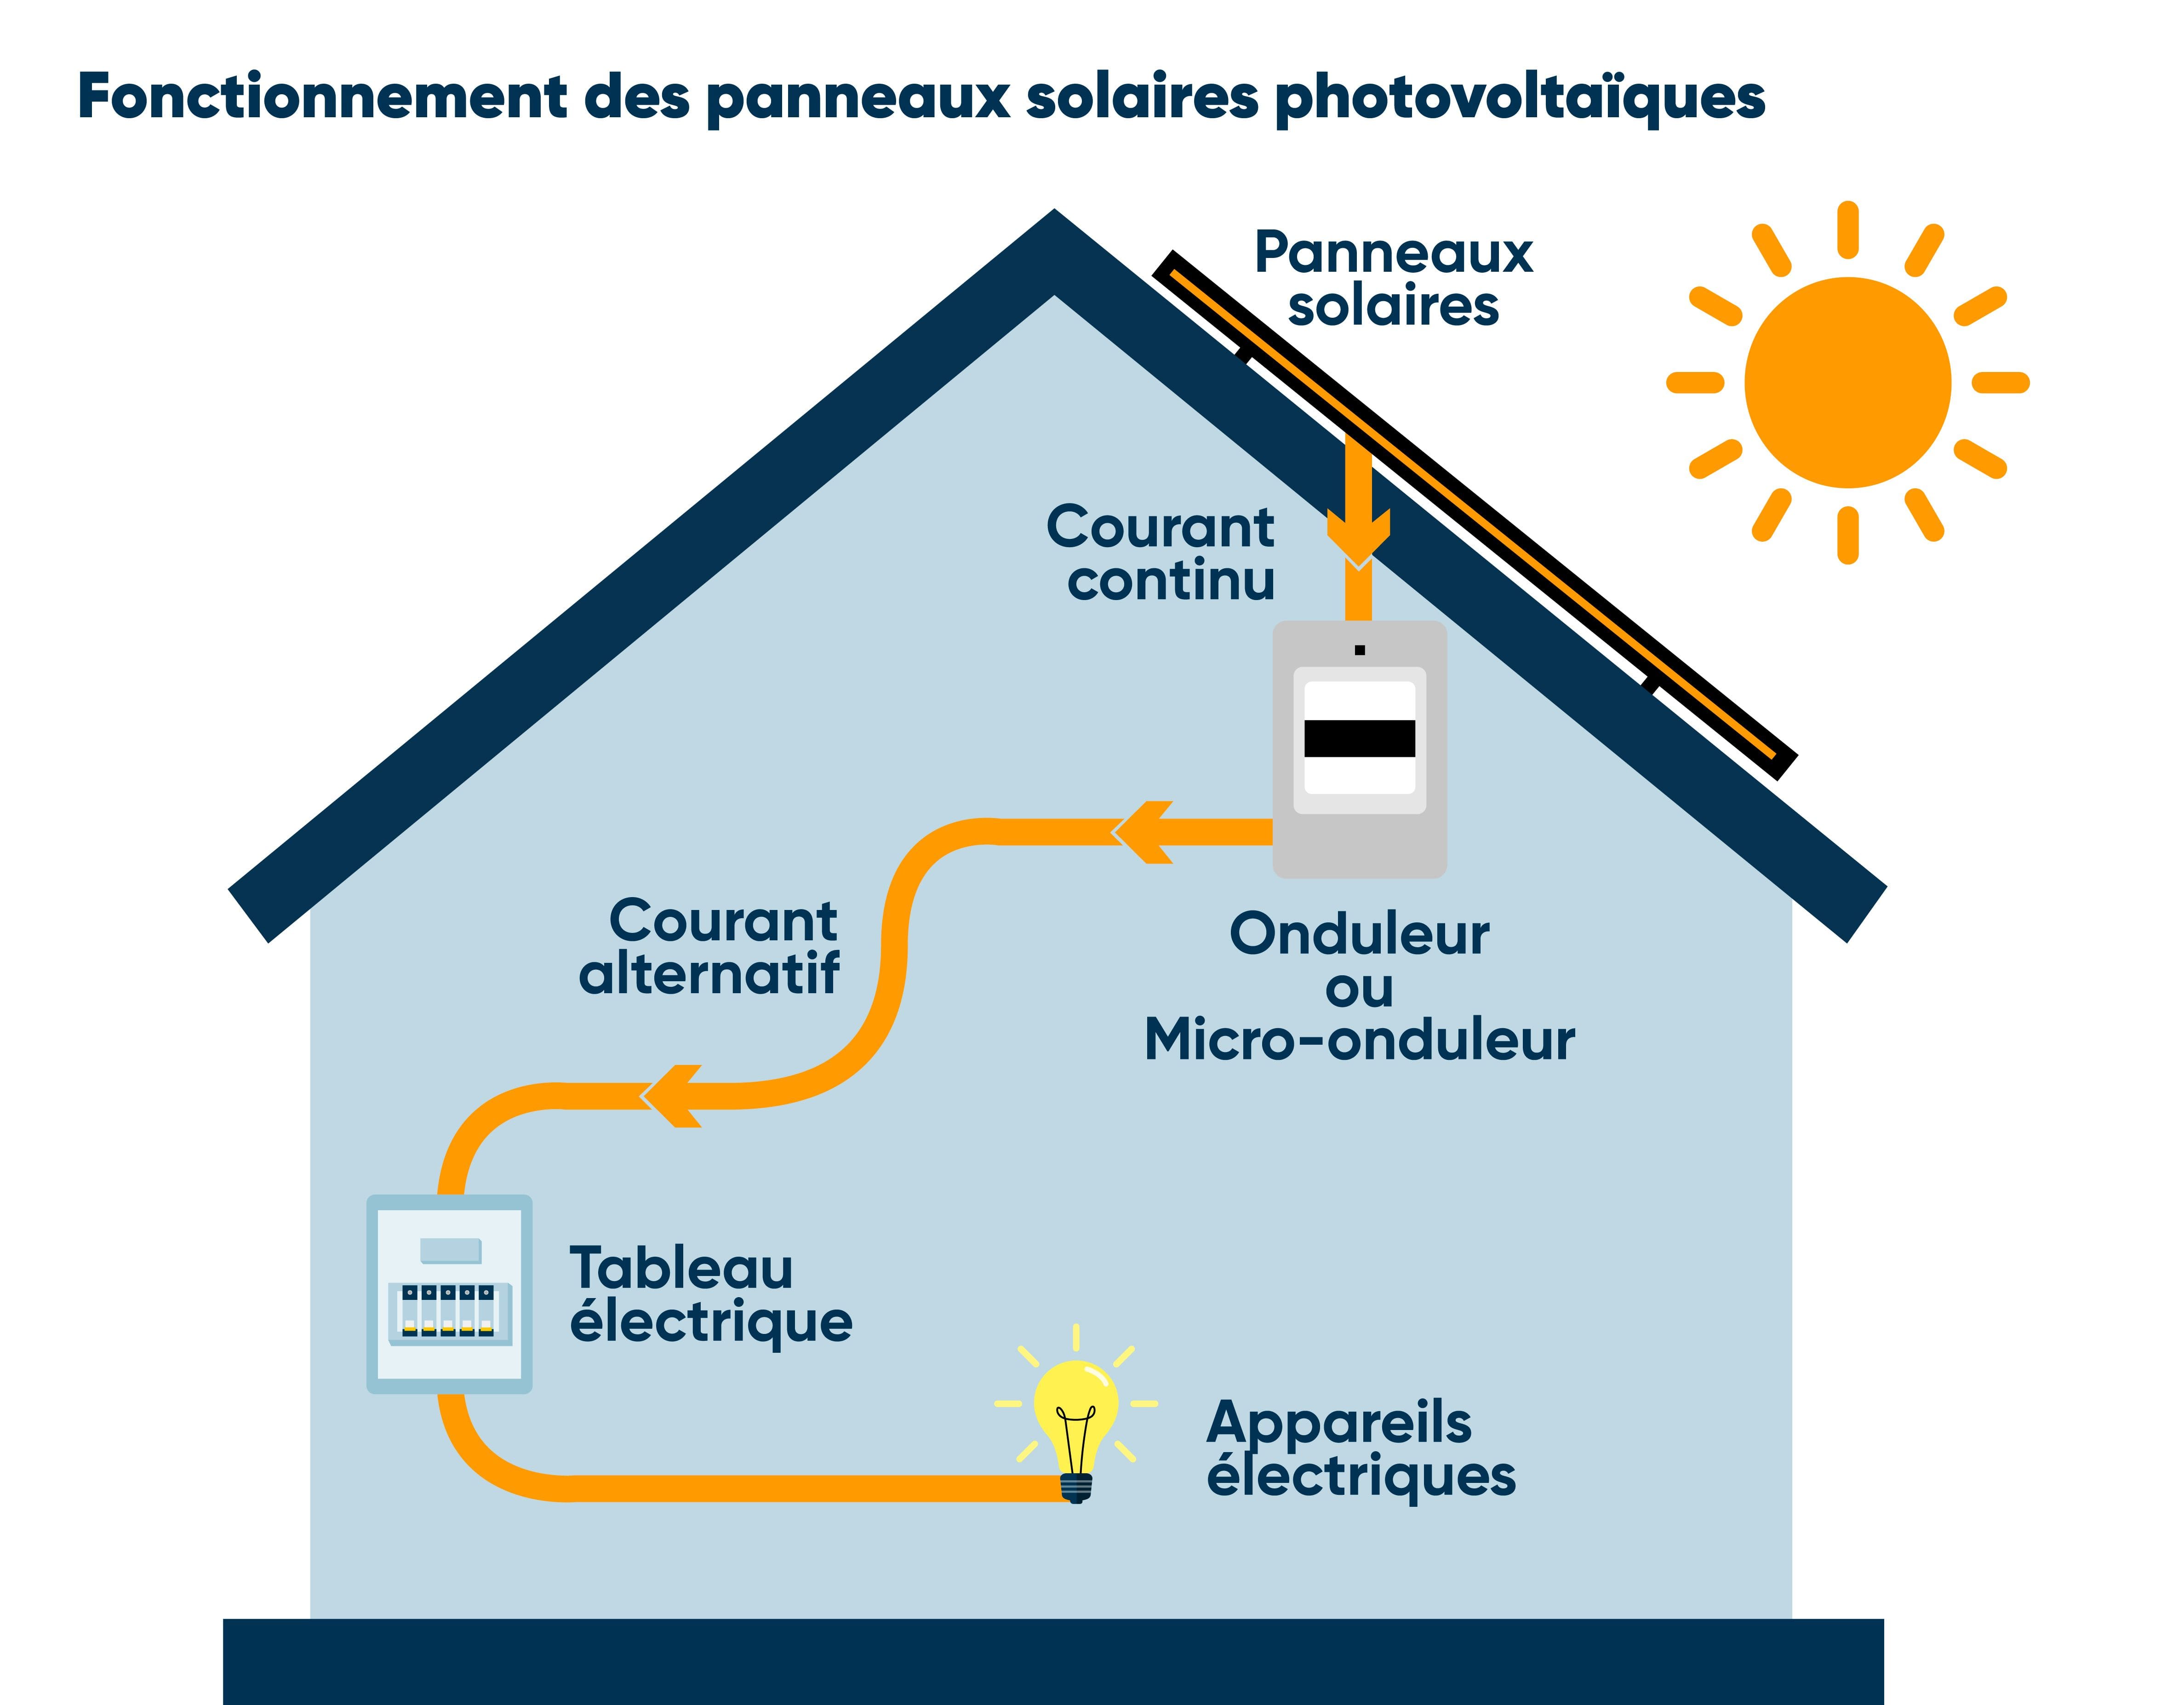 Fonctionnement des panneaux solaires photovoltaïques
Panneaux
solaires
Courant
continu
Courant
alternatif
Onduleur
ou
Micro-onduleur
Tableau
électrique
Appareils
électriques